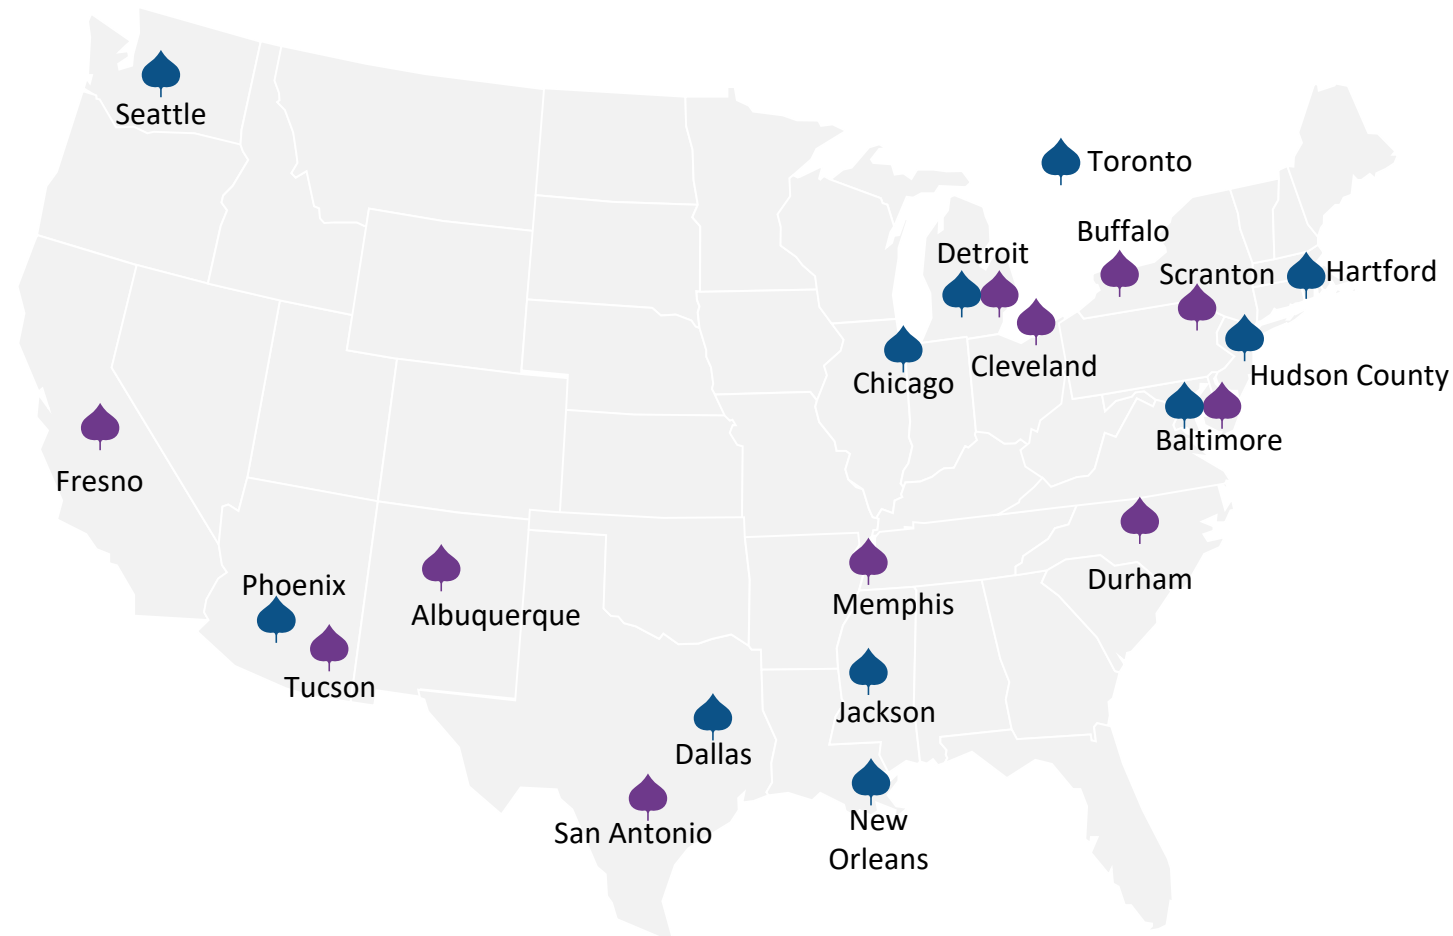 Seattle
Toronto
Buffalo
Detroit
Scranton
Hartford
Cleveland
Chicago
Hudson County
Baltimore
Fresno
Durham
Phoenix
Memphis
Albuquerque
Tucson
Jackson
Dallas
San Antonio
New
Orleans